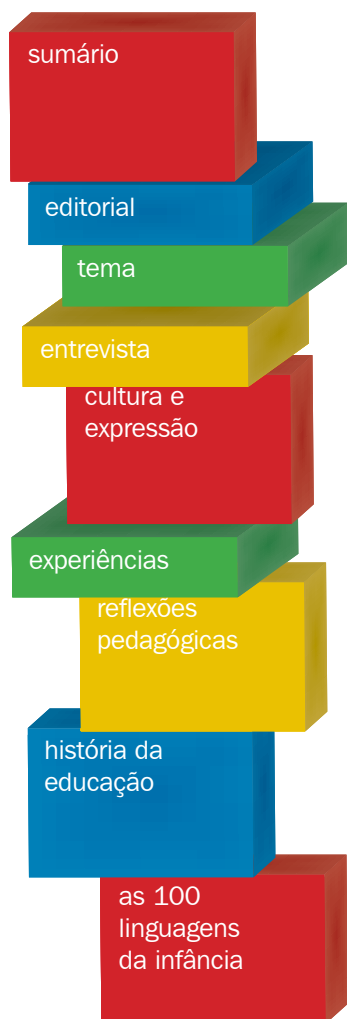 sumário
editorial
tema
entrevista
cultura e
expressão
experiências
reflexões
pedagógicas
história da
educação
as 100
linguagens
da infância